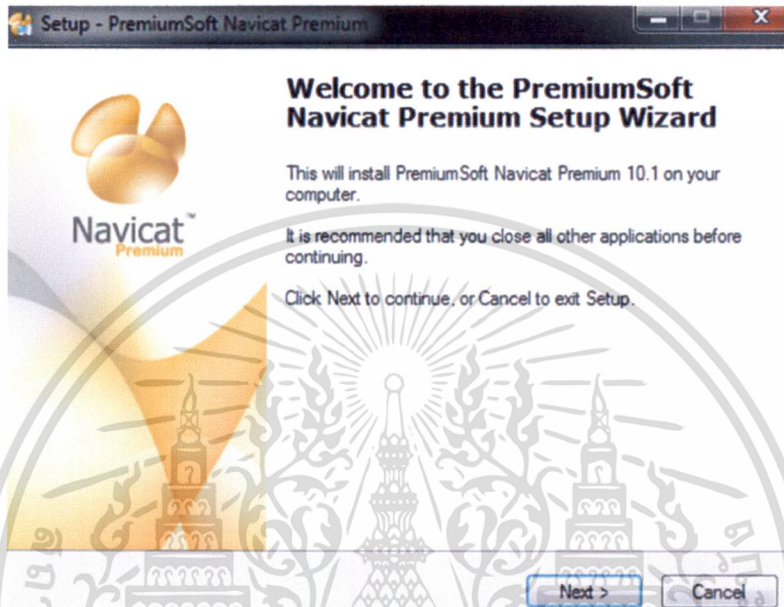 Setup - PremiumSoft Navicat Premium
Welcome to the PremiumSoft
Navicat Premium Setup Wizard
This will install PremiumSoft Navicat Premium 10.1 on your
computer.
It is recommended that you close all other applications before
continuing.
Click Next to continue, or Cancel to exit Setup.
Navicat™
Premium
Next >
Cancel